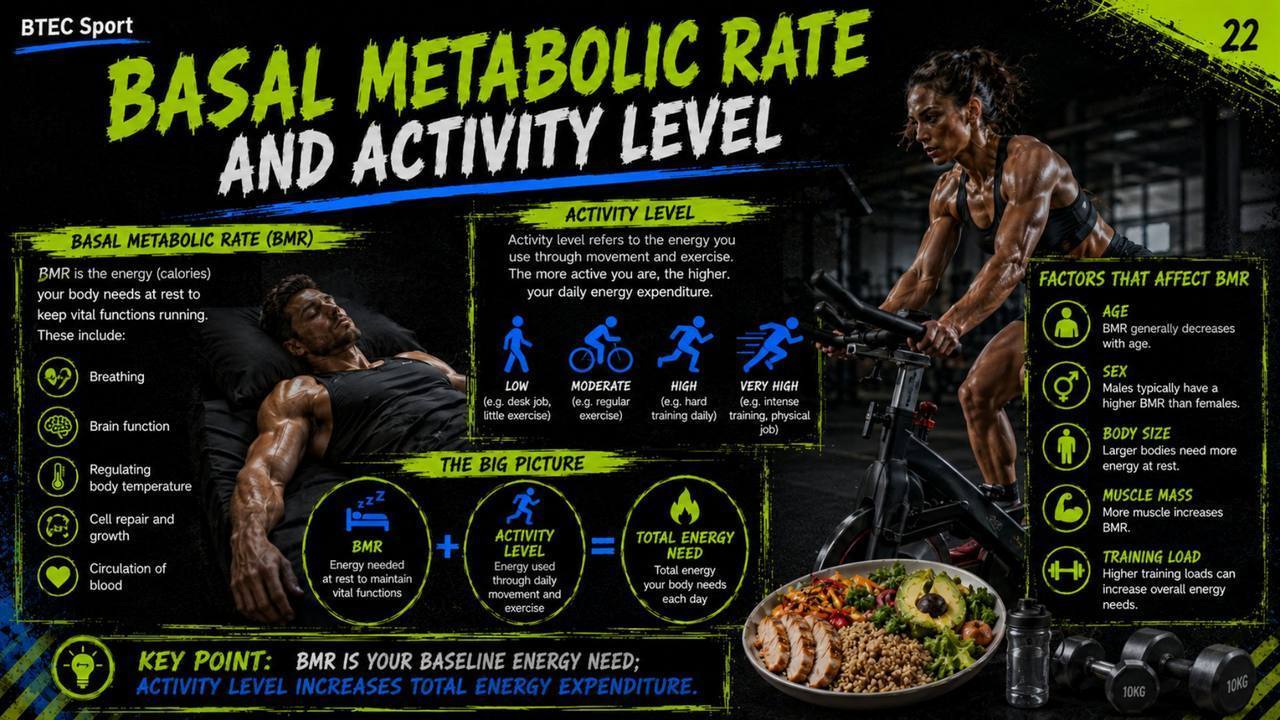 BTEC Sport
22
BASAL METABOLIC RATE
AND ACTIVITY LEVEL
BASAL METABOLIC RATE (BMR)
BMR is the energy (calories)
your body needs at rest to
keep vital functions running.
These include:
Breathing
Brain function
Regulating
body temperature
Cell repair and
growth
Circulation of
blood
ACTIVITY LEVEL
Activity level refers to the energy you
use through movement and exercise.
The more active you are, the higher.
your daily energy expenditure.
LOW
(e.g. desk job,
little exercise)
MODERATE
(e.g. regular
exercise)
HIGH
(e.g. hard
training daily)
VERY HIGH
(e.g. intense
training, physical
job)
THE BIG PICTURE
zzZ
BMR
Energy needed
at rest to maintain
vital functions
+
ACTIVITY
LEVEL
Energy used
through daily
movement and
exercise
=
TOTAL ENERGY
NEED
Total energy
your body needs
each day
FACTORS THAT AFFECT BMR
AGE
BMR generally decreases
with age.
SEX
Males typically have a
higher BMR than females.
BODY SIZE
Larger bodies need more
energy at rest.
MUSCLE MASS
More muscle increases
BMR.
TRAINING LOAD
Higher training loads can
increase overall energy
needs.
KEY POINT: BMR IS YOUR BASELINE ENERGY NEED;
ACTIVITY LEVEL INCREASES TOTAL ENERGY EXPENDITURE.
10KG
10KG